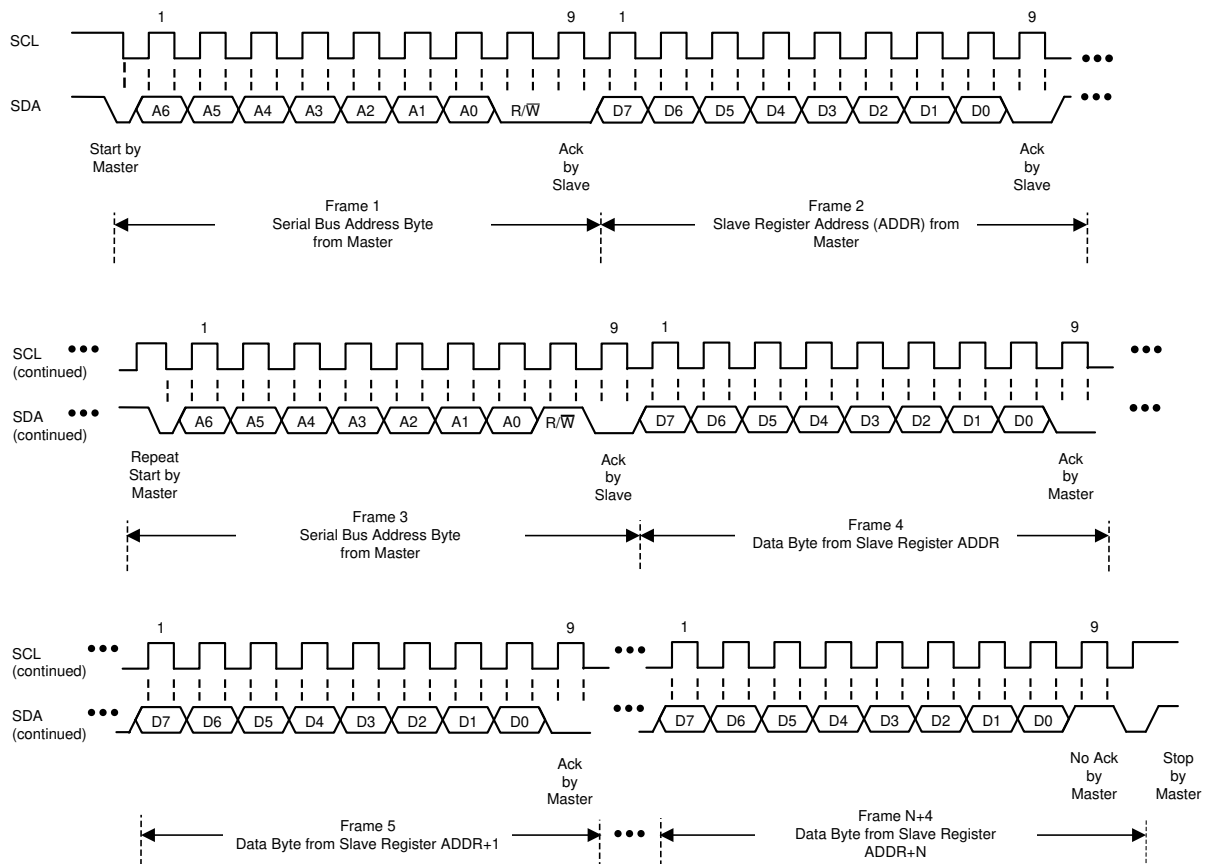 1 9 1 9
SCL
SDA
A6 A5 A4 A3 A2 A1 A0 R/W̅ D7 D6 D5 D4 D3 D2 D1 D0
Start by
Master
Ack
by
Slave
Ack
by
Slave
Frame 1
Serial Bus Address Byte
from Master
Frame 2
Slave Register Address (ADDR) from
Master
1 9 1 9
SCL
(continued)
SDA
(continued)
A6 A5 A4 A3 A2 A1 A0 R/W̅ D7 D6 D5 D4 D3 D2 D1 D0
Repeat
Start by
Master
Ack
by
Slave
Ack
by
Master
Frame 3
Serial Bus Address Byte
from Master
Frame 4
Data Byte from Slave Register ADDR
1 9 1 9
SCL
(continued)
SDA
(continued)
D7 D6 D5 D4 D3 D2 D1 D0 D7 D6 D5 D4 D3 D2 D1 D0
Ack
by
Master
No Ack
by
Master
Stop
by
Master
Frame 5
Data Byte from Slave Register ADDR+1
Frame N+4
Data Byte from Slave Register
ADDR+N